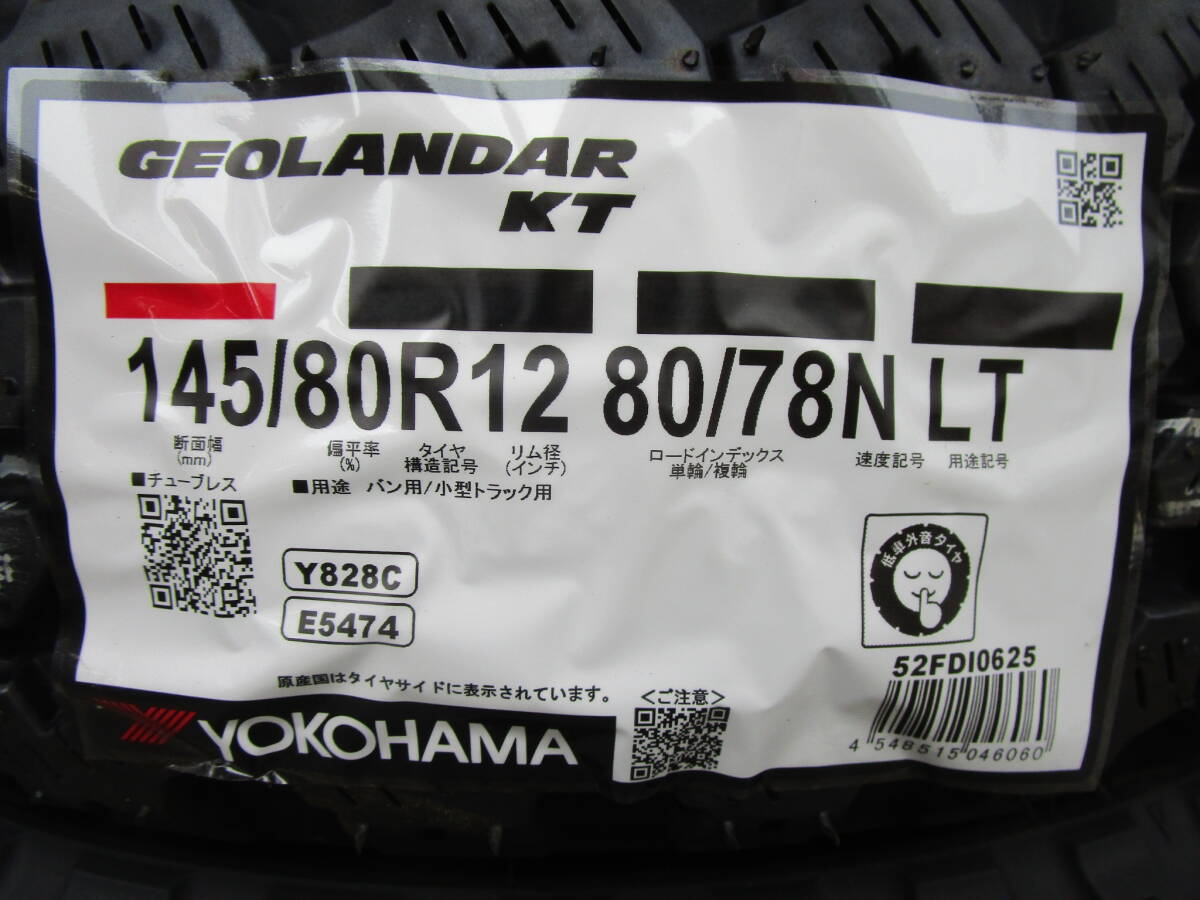 GEOLANDAR
KT
145/80R12 80/78N LT
断面幅 偏平率 タイヤ リム径 ロードインデックス 速度記号 用途記号
(mm) (%) 構造記号 (インチ) 単輪/複輪
■チューブレス ■用途 バン用/小型トラック用
低車外音タイヤ
Y828C
E5474
52FDI0625
原産国はタイヤサイドに表示されています。
<ご注意>
YOKOHAMA
4 548515 046060